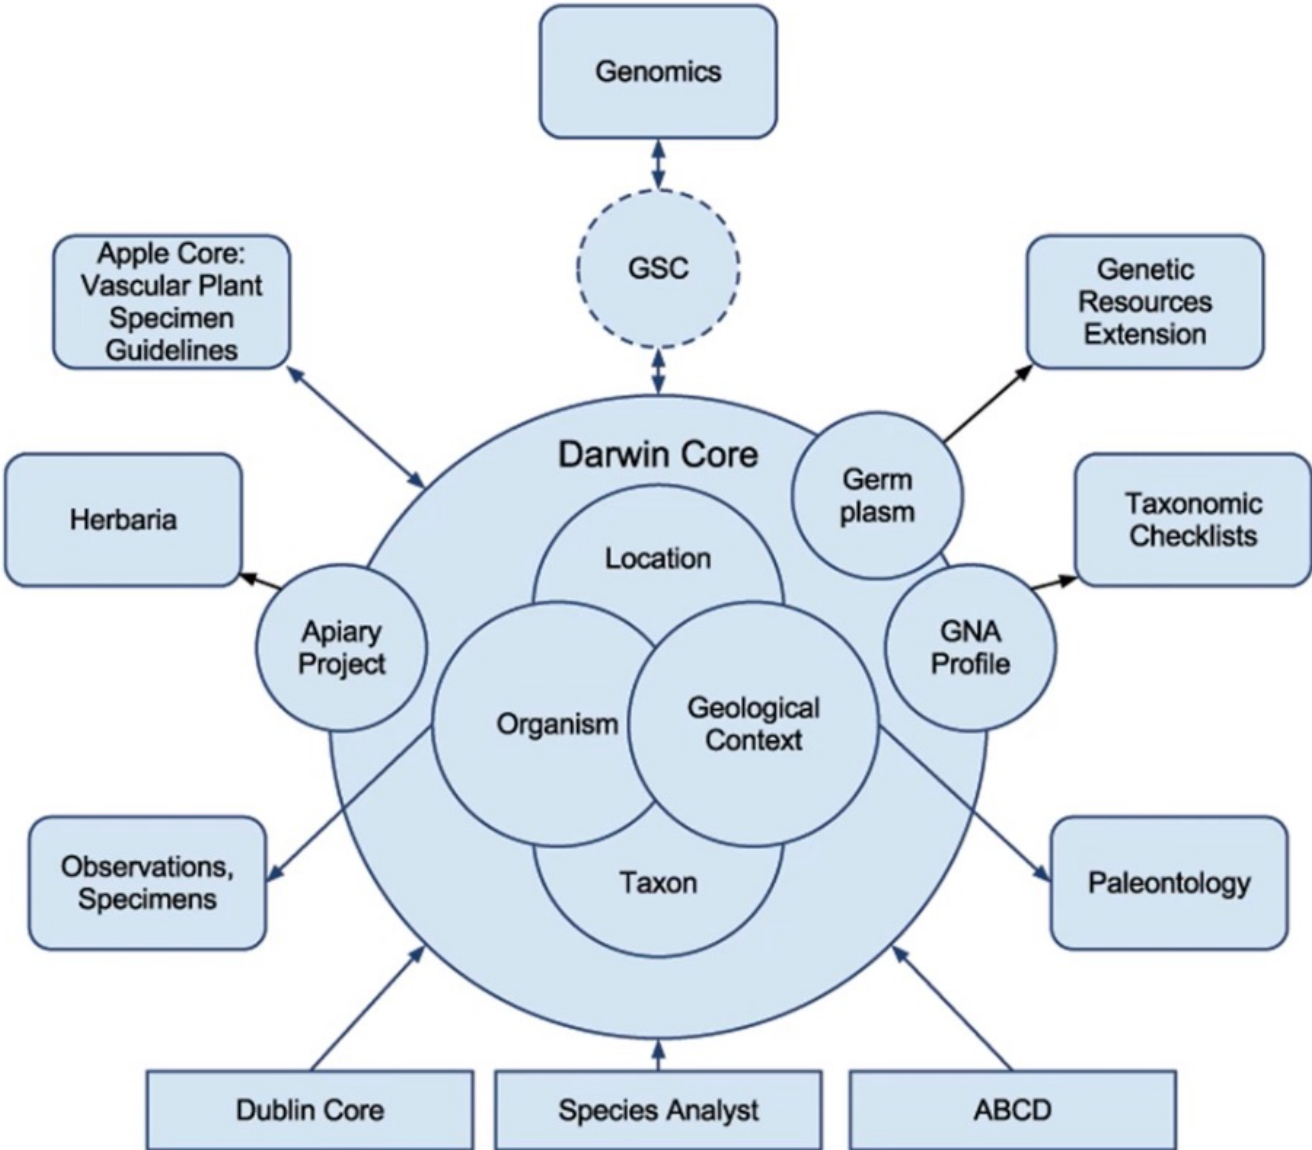 Genomics
GSC
Apple Core:
Vascular Plant
Specimen
Guidelines
Genetic
Resources
Extension
Darwin Core
Germ
plasm
Herbaria
Taxonomic
Checklists
Location
Apiary
Project
GNA
Profile
Organism
Geological
Context
Observations,
Specimens
Taxon
Paleontology
Dublin Core
Species Analyst
ABCD